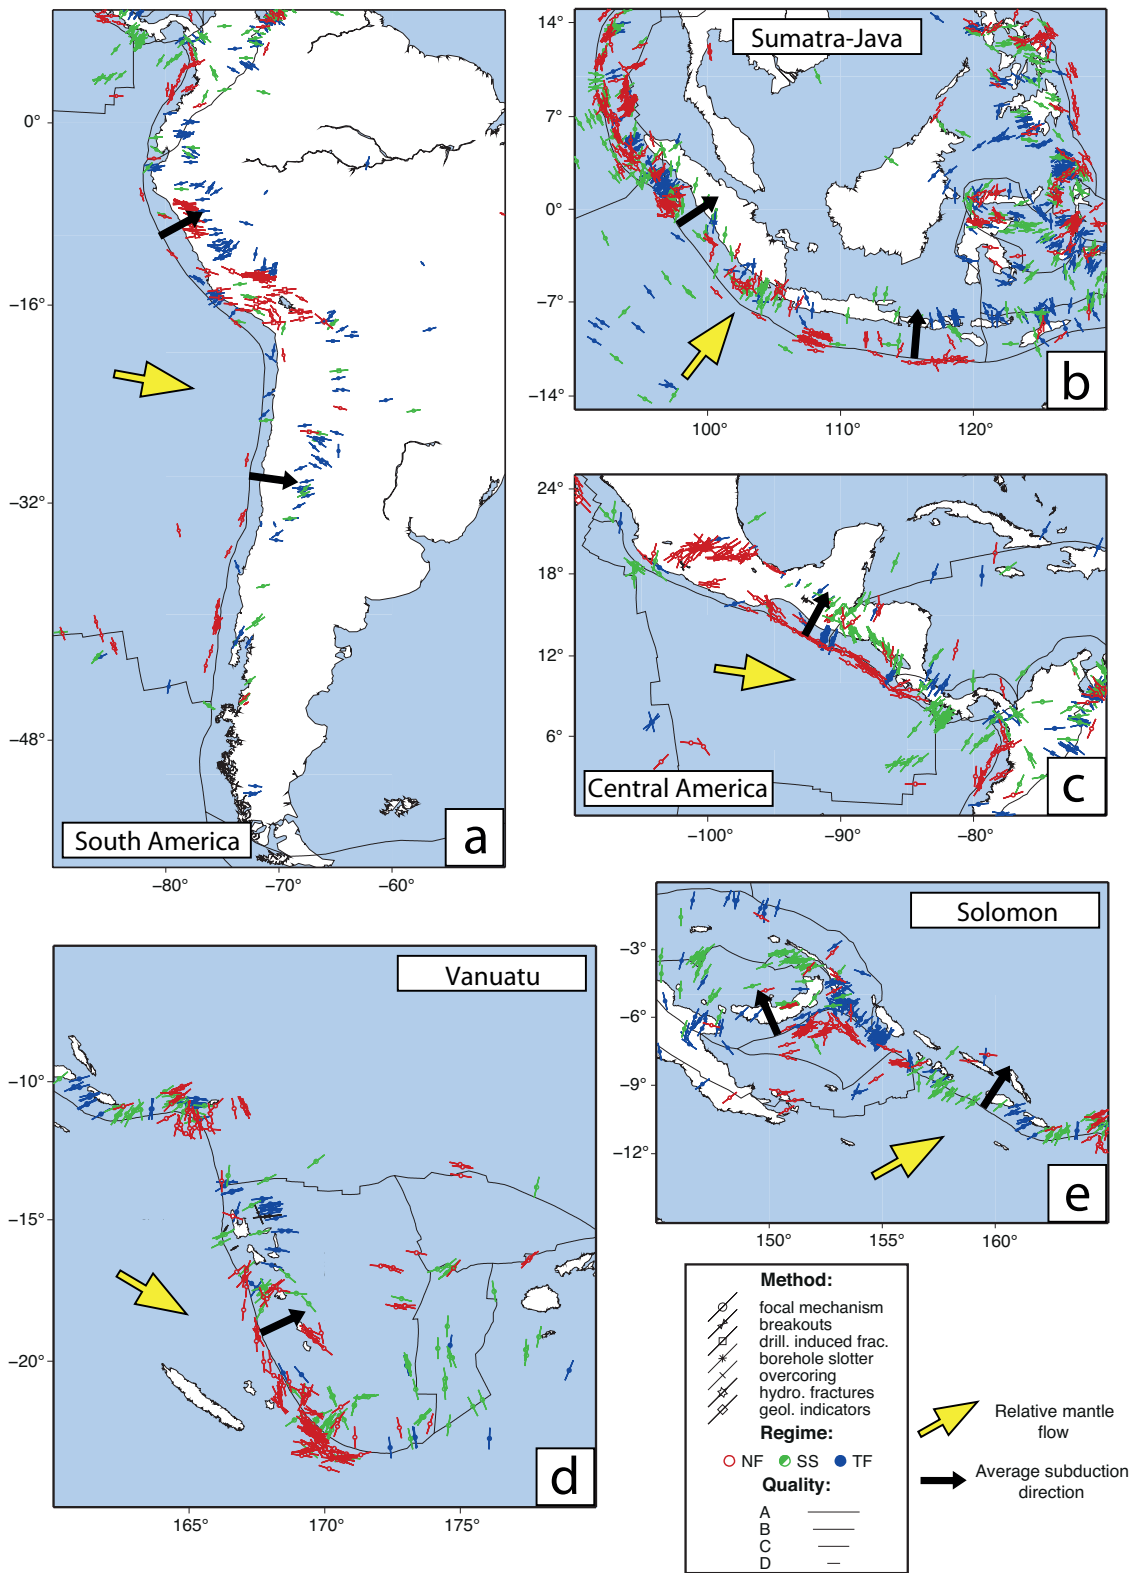 0°
−16°
−32°
−48°
−80°
−70°
−60°
South America
a
14°
7°
0°
−7°
−14°
100°
110°
120°
Sumatra-Java
b
24°
18°
12°
6°
−100°
−90°
−80°
Central America
c
Vanuatu
−10°
−15°
−20°
165°
170°
175°
d
Solomon
−3°
−6°
−9°
−12°
150°
155°
160°
e
Method:
focal mechanism
breakouts
drill. induced frac.
borehole slotter
overcoring
hydro. fractures
geol. indicators
Regime:
NF SS TF
Quality:
A
B
C
D
Relative mantle
flow
Average subduction
direction